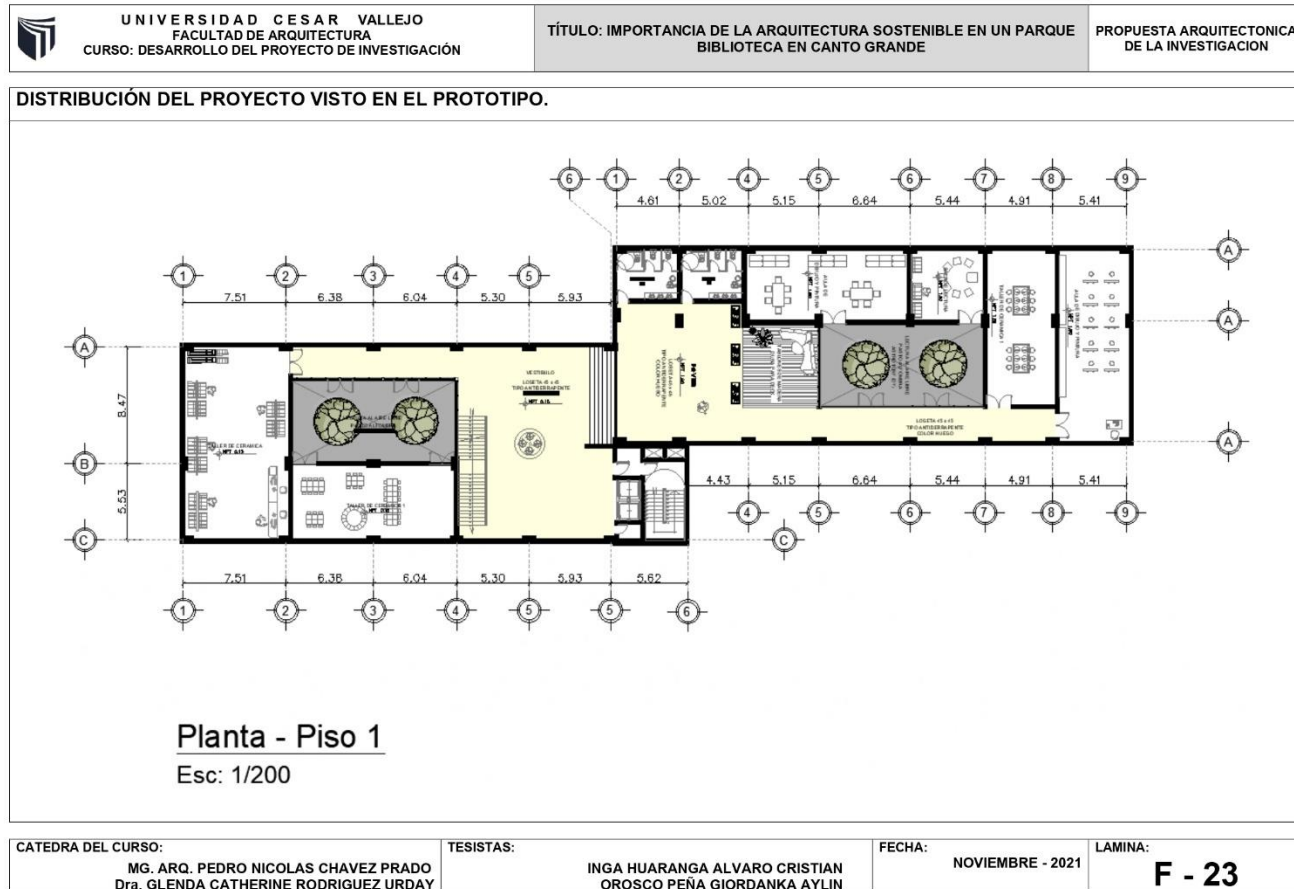 UNIVERSIDAD CESAR VALLEJO
FACULTAD DE ARQUITECTURA
CURSO: DESARROLLO DEL PROYECTO DE INVESTIGACIÓN
TÍTULO: IMPORTANCIA DE LA ARQUITECTURA SOSTENIBLE EN UN PARQUE
BIBLIOTECA EN CANTO GRANDE
PROPUESTA ARQUITECTONICA
DE LA INVESTIGACION
DISTRIBUCIÓN DEL PROYECTO VISTO EN EL PROTOTIPO.
6 1 2 4 5 6 7 8 9
4.61 5.02 5.15 6.64 5.44 4.91 5.41
A
1 2 3 4 5
7.51 6.38 6.04 5.30 5.93
A
A
8.47
VESTIBULO
LOSETA 45 x 45
TIPO ANTIDERRAPENTE
LOSETA 45 x 45
TIPO ANTIDERRAPENTE
COLOR HUESO
A
TALLER DE CERAMICA
B
4.43 5.15 6.64 5.44 4.91 5.41
5.53
4 5 6 7 8 9
C
C
7.51 6.38 6.04 5.30 5.93 5.62
1 2 3 4 5 5 6
Planta - Piso 1
Esc: 1/200
CATEDRA DEL CURSO:
MG. ARQ. PEDRO NICOLAS CHAVEZ PRADO
Dra. GLENDA CATHERINE RODRIGUEZ URDAY
TESISTAS:
INGA HUARANGA ALVARO CRISTIAN
OROSCO PEÑA GIORDANKA AYLIN
FECHA:
NOVIEMBRE - 2021
LAMINA:
F - 23